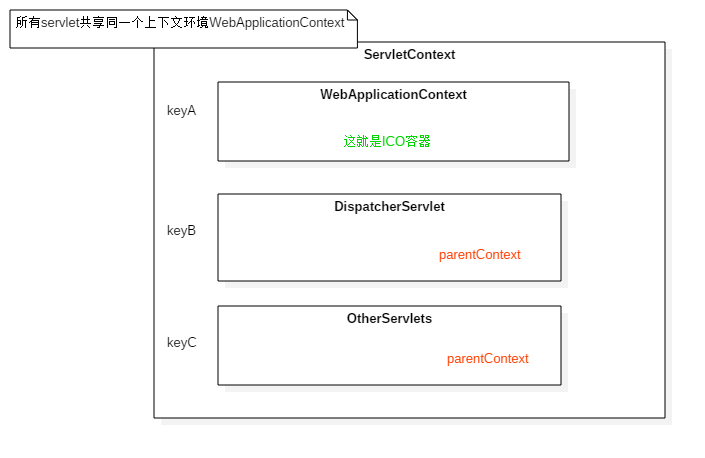 所有servlet共享同一个上下文环境WebApplicationContext
ServletContext
WebApplicationContext
keyA
这就是ICO容器
DispatcherServlet
keyB
parentContext
OtherServlets
keyC
parentContext